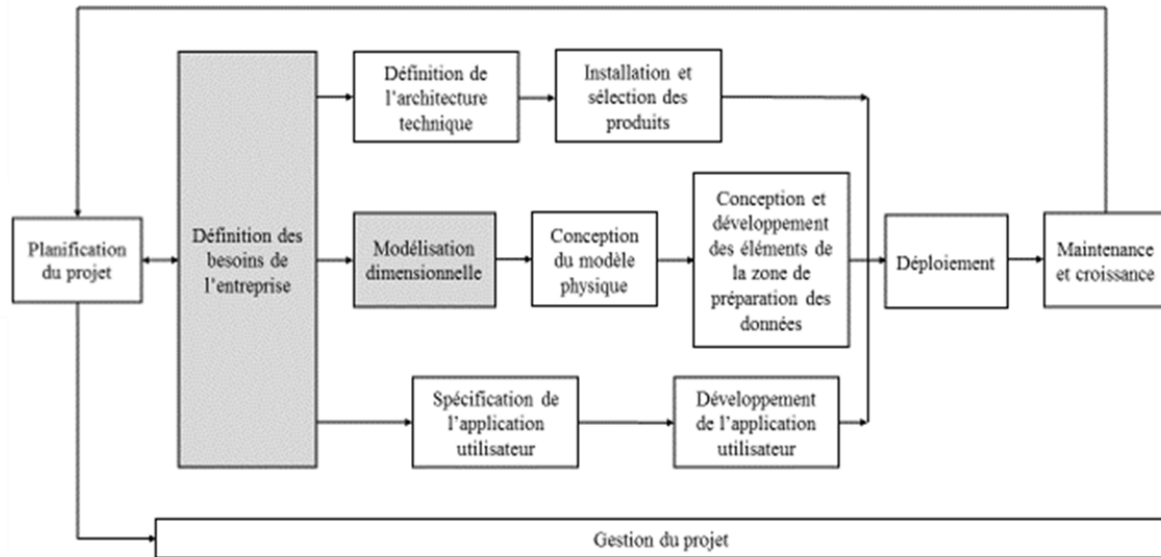 Planification
du projet
Définition des
besoins de
l'entreprise
Définition de
l'architecture
technique
Installation et
sélection des
produits
Modélisation
dimensionnelle
Conception
du modèle
physique
Conception et
développement
des éléments de
la zone de
préparation des
données
Spécification de
l'application
utilisateur
Développement
de l'application
utilisateur
Déploiement
Maintenance
et croissance
Gestion du projet